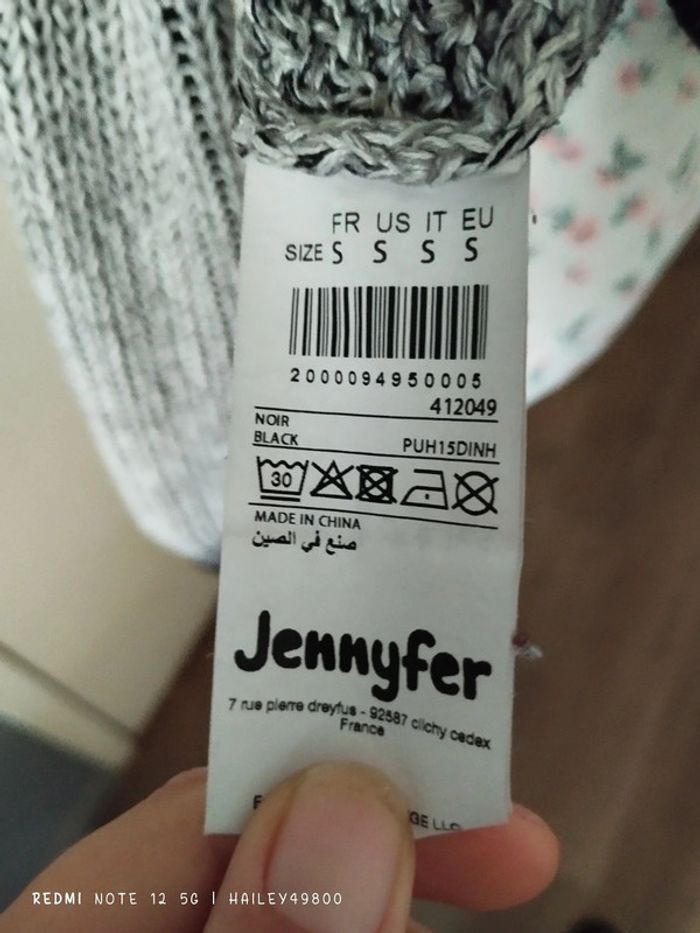 FR US IT EU
SIZE S S S S
2000094950005
412049
NOIR
BLACK PUH15DINH
30
MADE IN CHINA
صنع في الصين
Jennyfer
7 rue pierre dreyfus - 92587 clichy cedex
France
LLC
REDMI NOTE 12 5G | HAILEY49800